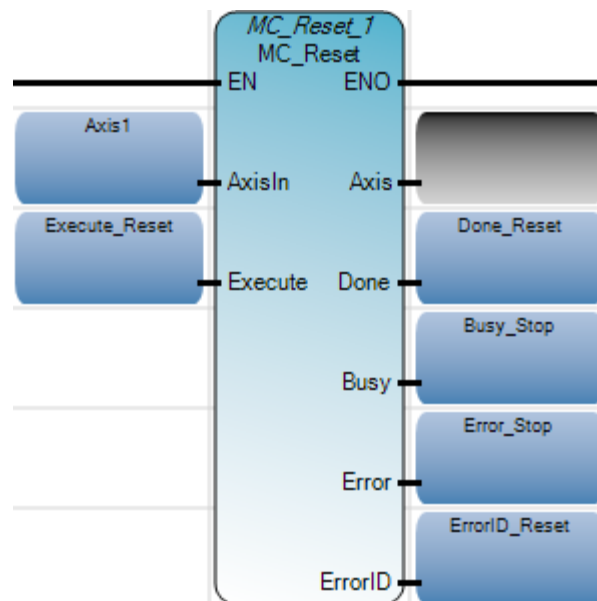 MC_Reset_1
MC_Reset
EN ENO
Axis1
AxisIn Axis
Execute_Reset Done_Reset
Execute Done
Busy_Stop
Busy
Error_Stop
Error
ErrorID_Reset
ErrorID